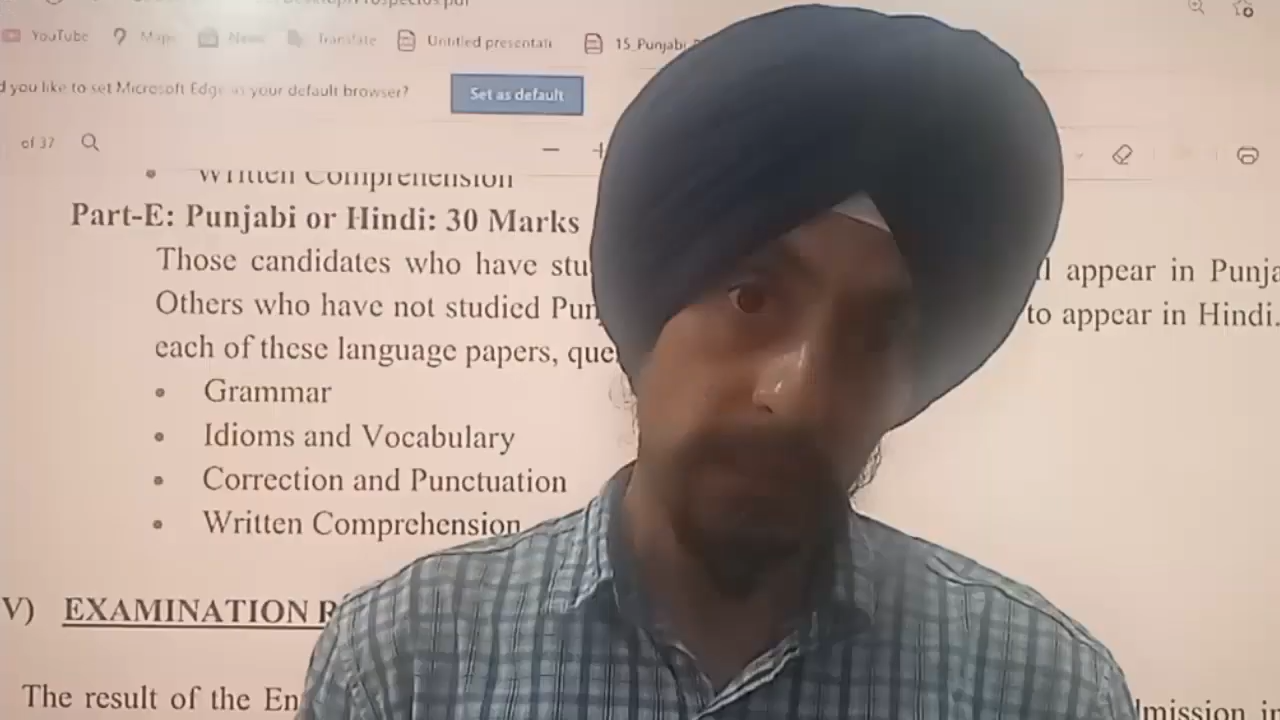 YouTube Maps News Translate Untitled presentati 15_Punjabi
d you like to set Microsoft Edge as your default browser? Set as default
of 37
Written Comprehension
Part-E: Punjabi or Hindi: 30 Marks
Those candidates who have stu appear in Punja
Others who have not studied Pun to appear in Hindi.
each of these language papers, que
• Grammar
• Idioms and Vocabulary
• Correction and Punctuation
• Written Comprehension
V) EXAMINATION R
The result of the En lmission in